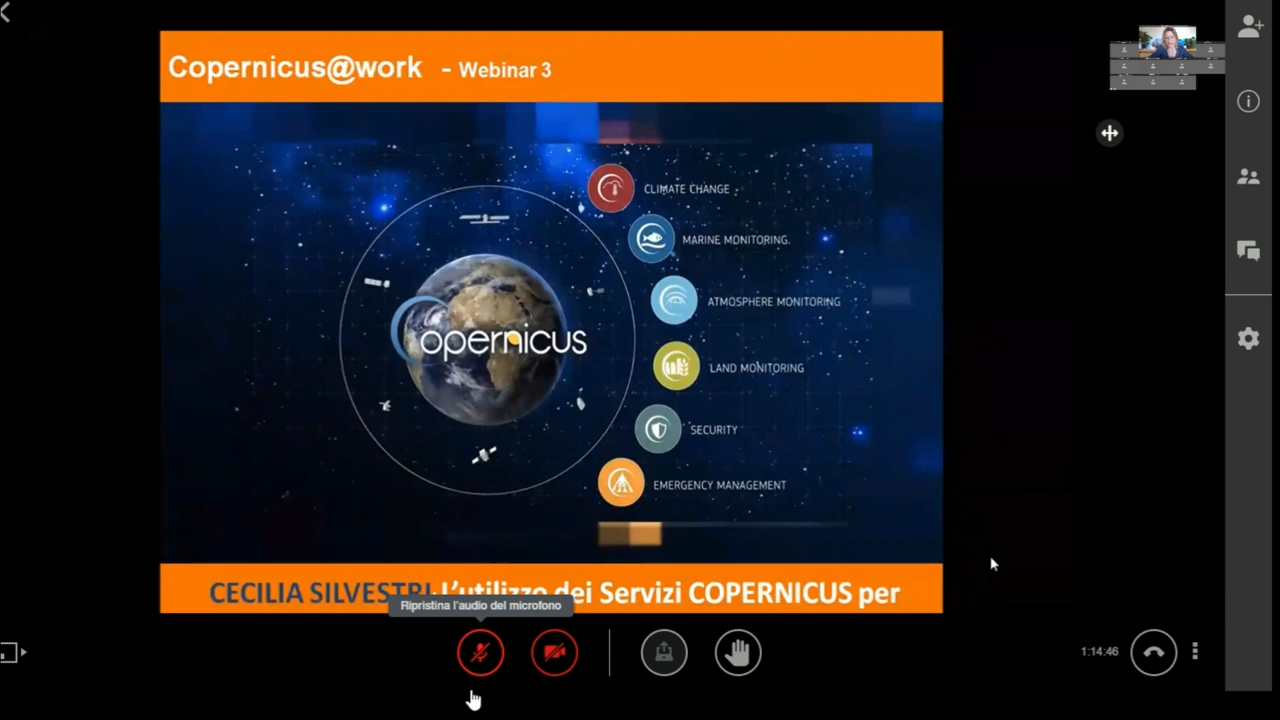 Copernicus@work - Webinar 3
CLIMATE CHANGE
MARINE MONITORING
ATMOSPHERE MONITORING
opernicus
LAND MONITORING
SECURITY
EMERGENCY MANAGEMENT
CECILIA SILVESTRI L'utilizzo dei Servizi COPERNICUS per
Ripristina l'audio del microfono
1:14:46